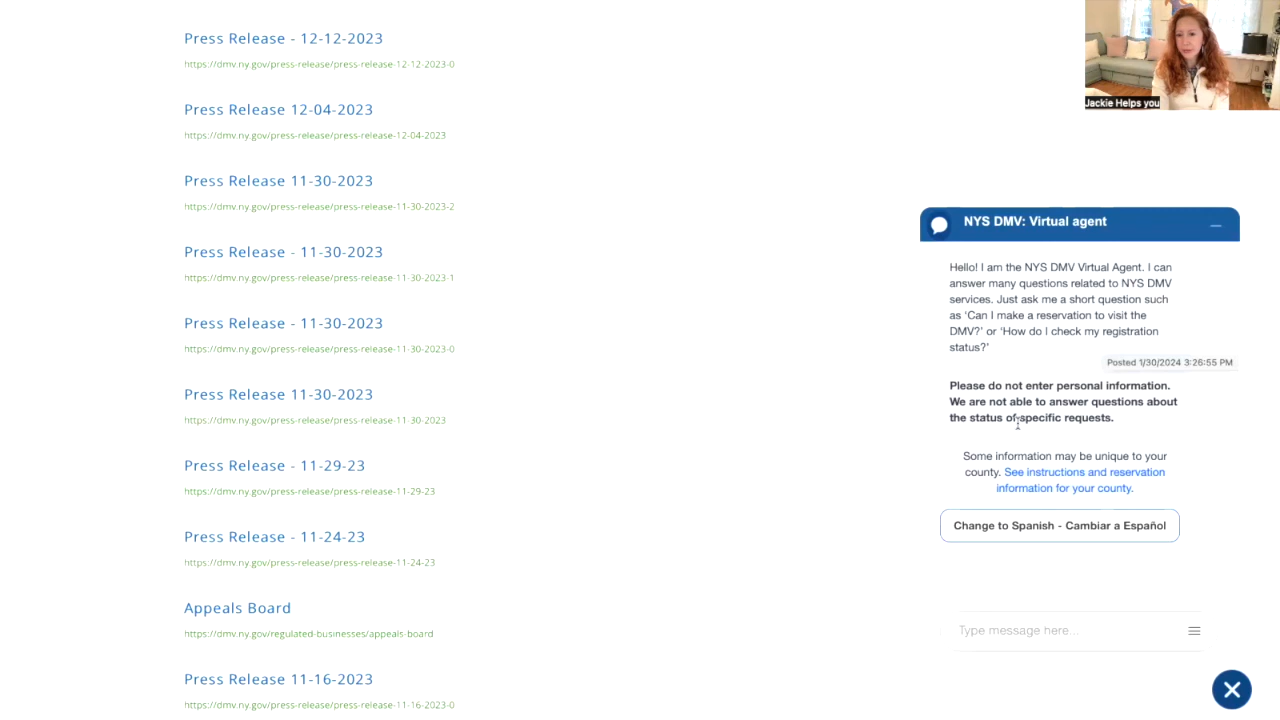 Press Release - 12-12-2023
https://dmv.ny.gov/press-release/press-release-12-12-2023-0
Press Release 12-04-2023
https://dmv.ny.gov/press-release/press-release-12-04-2023
Press Release 11-30-2023
https://dmv.ny.gov/press-release/press-release-11-30-2023-2
Press Release - 11-30-2023
https://dmv.ny.gov/press-release/press-release-11-30-2023-1
Press Release - 11-30-2023
https://dmv.ny.gov/press-release/press-release-11-30-2023-0
Press Release 11-30-2023
https://dmv.ny.gov/press-release/press-release-11-30-2023
Press Release - 11-29-23
https://dmv.ny.gov/press-release/press-release-11-29-23
Press Release - 11-24-23
https://dmv.ny.gov/press-release/press-release-11-24-23
Appeals Board
https://dmv.ny.gov/regulated-businesses/appeals-board
Press Release 11-16-2023
https://dmv.ny.gov/press-release/press-release-11-16-2023-0
Jackie Helps you
NYS DMV: Virtual agent
Hello! I am the NYS DMV Virtual Agent. I can
answer many questions related to NYS DMV
services. Just ask me a short question such
as ‘Can I make a reservation to visit the
DMV?’ or ‘How do I check my registration
status?’
Posted 1/30/2024 3:26:55 PM
Please do not enter personal information.
We are not able to answer questions about
the status of specific requests.
Some information may be unique to your
county. See instructions and reservation
information for your county.
Change to Spanish - Cambiar a Español
Type message here...